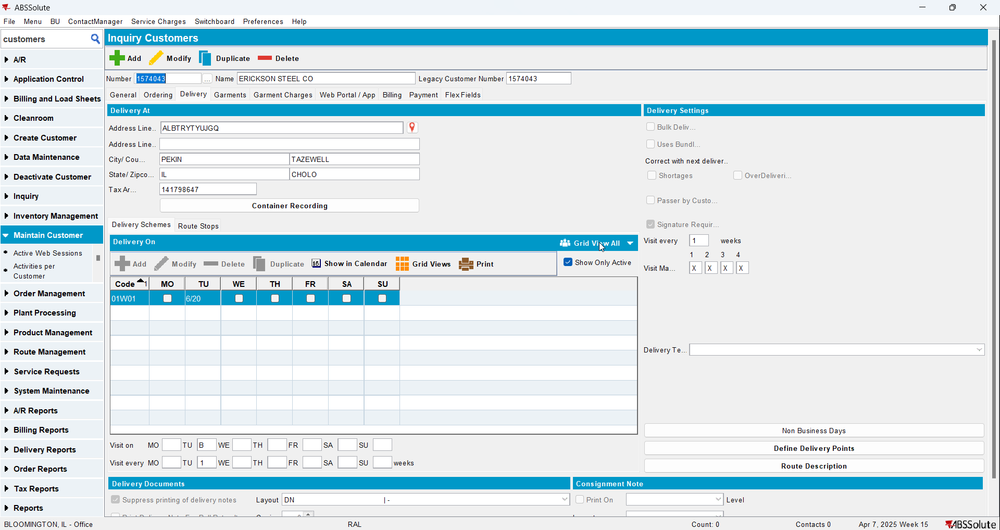 ABSSolute
File Menu BU ContactManager Service Charges Switchboard Preferences Help
customers
A/R
Application Control
Billing and Load Sheets
Cleanroom
Create Customer
Data Maintenance
Deactivate Customer
Inquiry
Inventory Management
Maintain Customer
Active Web Sessions
Activities per
Customer
Order Management
Plant Processing
Product Management
Route Management
Service Requests
System Maintenance
A/R Reports
Billing Reports
Delivery Reports
Order Reports
Tax Reports
Reports
Inquiry Customers
Add Modify Duplicate Delete
Number 1574043 ... Name ERICKSON STEEL CO Legacy Customer Number 1574043
General Ordering Delivery Garments Garment Charges Web Portal / App Billing Payment Flex Fields
Delivery At
Address Line.. ALBTRYTYUJGQ
Address Line..
City/ Cou... PEKIN TAZEWELL
State/ Zipco... IL CHOLO
Tax Ar... 141798647
Container Recording
Delivery Schemes Route Stops
Delivery On Grid View All
Add Modify Delete Duplicate 15 Show in Calendar Grid Views Print Show Only Active
Code 1 MO TU WE TH FR SA SU
01W01 6/20
Visit on MO TU B WE TH FR SA SU
Visit every MO TU 1 WE TH FR SA SU weeks
Delivery Settings
Bulk Deliv...
Uses Bundl...
Correct with next deliver..
Shortages OverDeliveri...
Passer by Custo...
Signature Requir...
Visit every 1 weeks
1 2 3 4
Visit Ma... X X X X
Delivery Te...
Non Business Days
Define Delivery Points
Route Description
Delivery Documents
Suppress printing of delivery notes Layout DN | -
Consignment Note
Print On Level
BLOOMINGTON, IL - Office RAL Count: 0 Contacts 0 Apr 7, 2025 Week 15 ABSSolute